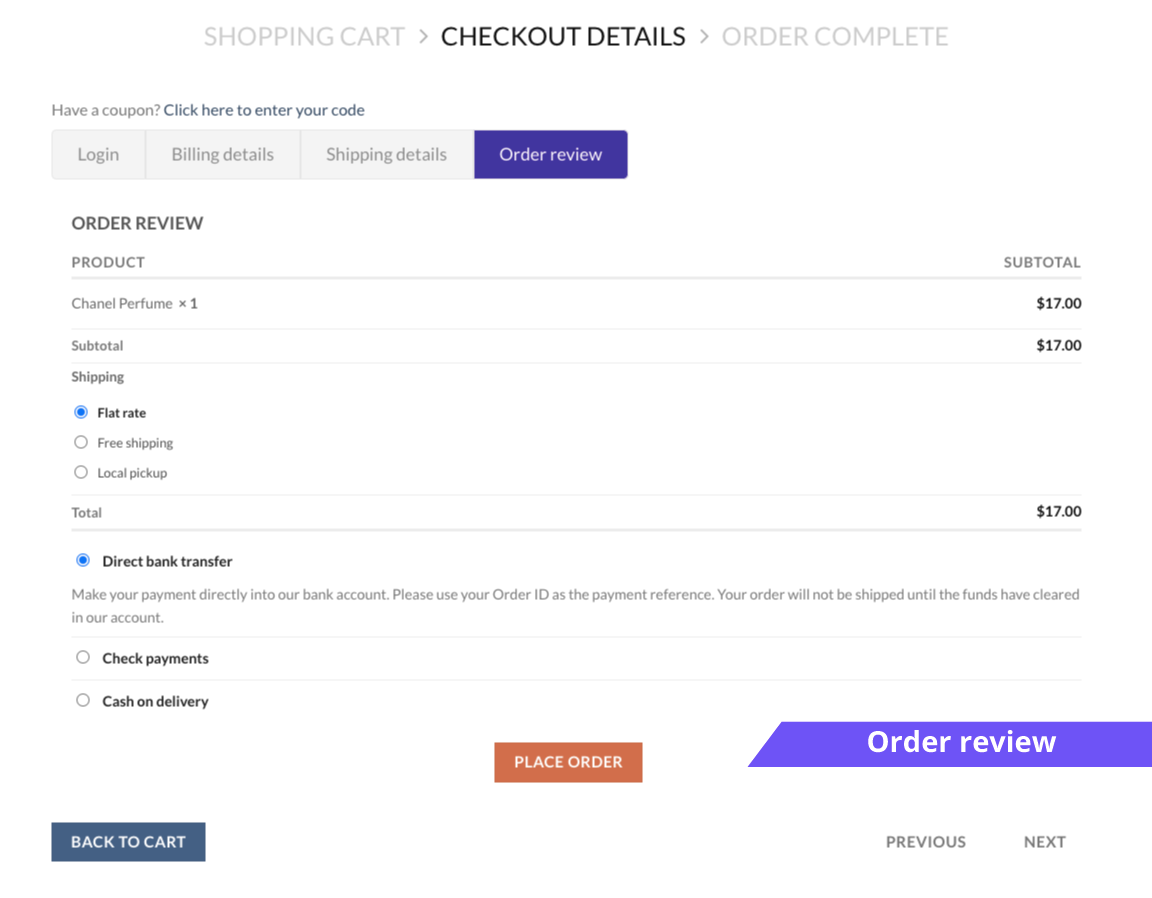 SHOPPING CART > CHECKOUT DETAILS > ORDER COMPLETE
Have a coupon? Click here to enter your code
Login Billing details Shipping details Order review
ORDER REVIEW
PRODUCT SUBTOTAL
Chanel Perfume × 1 $17.00
Subtotal $17.00
Shipping
Flat rate
Free shipping
Local pickup
Total $17.00
Direct bank transfer
Make your payment directly into our bank account. Please use your Order ID as the payment reference. Your order will not be shipped until the funds have cleared
in our account.
Check payments
Cash on delivery
Order review
PLACE ORDER
BACK TO CART PREVIOUS NEXT